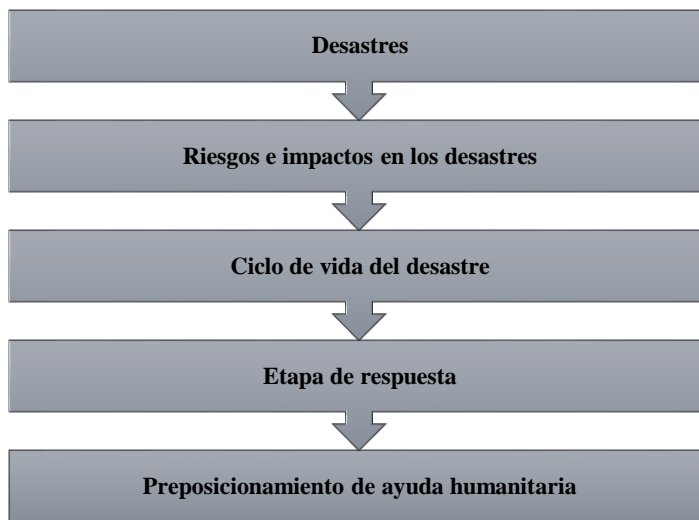 Desastres
Riesgos e impactos en los desastres
Ciclo de vida del desastre
Etapa de respuesta
Preposicionamiento de ayuda humanitaria